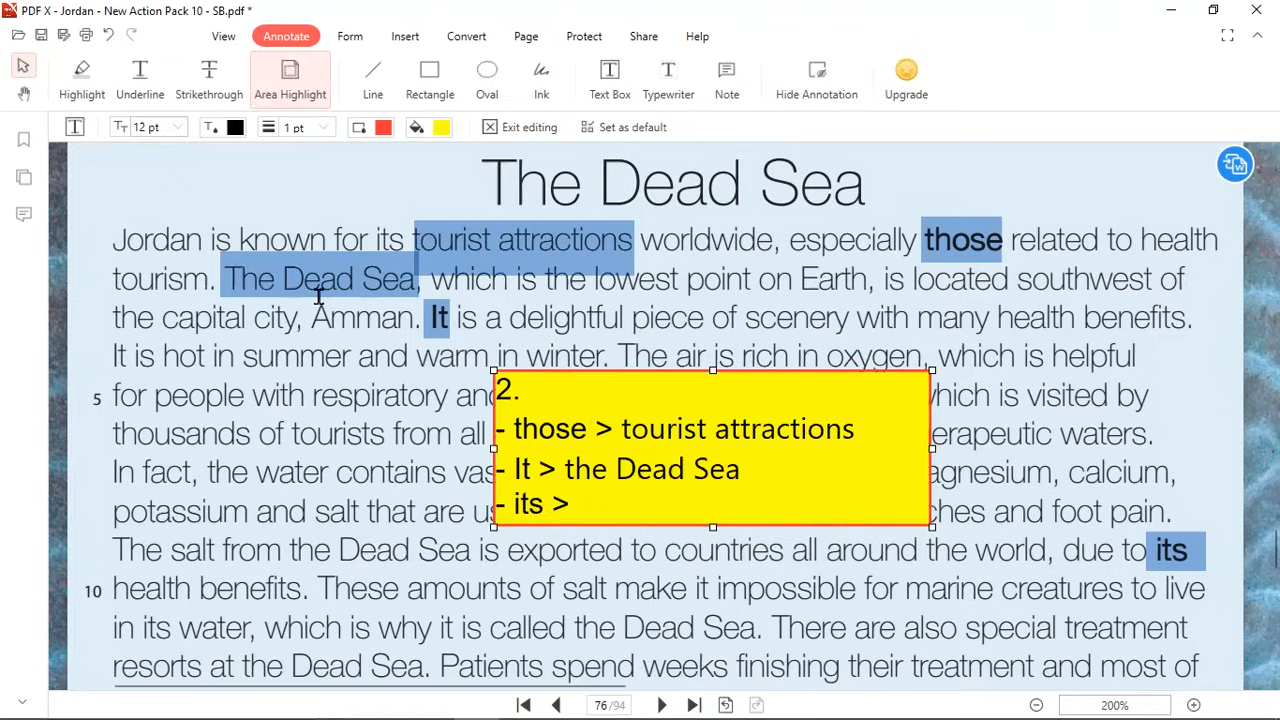 PDF X - Jordan - New Action Pack 10 - SB.pdf *
View Annotate Form Insert Convert Page Protect Share Help
Highlight Underline Strikethrough Area Highlight Line Rectangle Oval Ink Text Box Typewriter Note Hide Annotation Upgrade
12 pt 1 pt Exit editing Set as default
The Dead Sea
Jordan is known for its tourist attractions worldwide, especially those related to health
tourism. The Dead Sea, which is the lowest point on Earth, is located southwest of
the capital city, Amman. It is a delightful piece of scenery with many health benefits.
It is hot in summer and warm in winter. The air is rich in oxygen, which is helpful
5 for people with respiratory and which is visited by
thousands of tourists from all erapeutic waters.
In fact, the water contains vas agnesium, calcium,
potassium and salt that are us ches and foot pain.
2.
- those > tourist attractions
- It > the Dead Sea
- its >
The salt from the Dead Sea is exported to countries all around the world, due to its
10 health benefits. These amounts of salt make it impossible for marine creatures to live
in its water, which is why it is called the Dead Sea. There are also special treatment
resorts at the Dead Sea. Patients spend weeks finishing their treatment and most of
76/94 200%